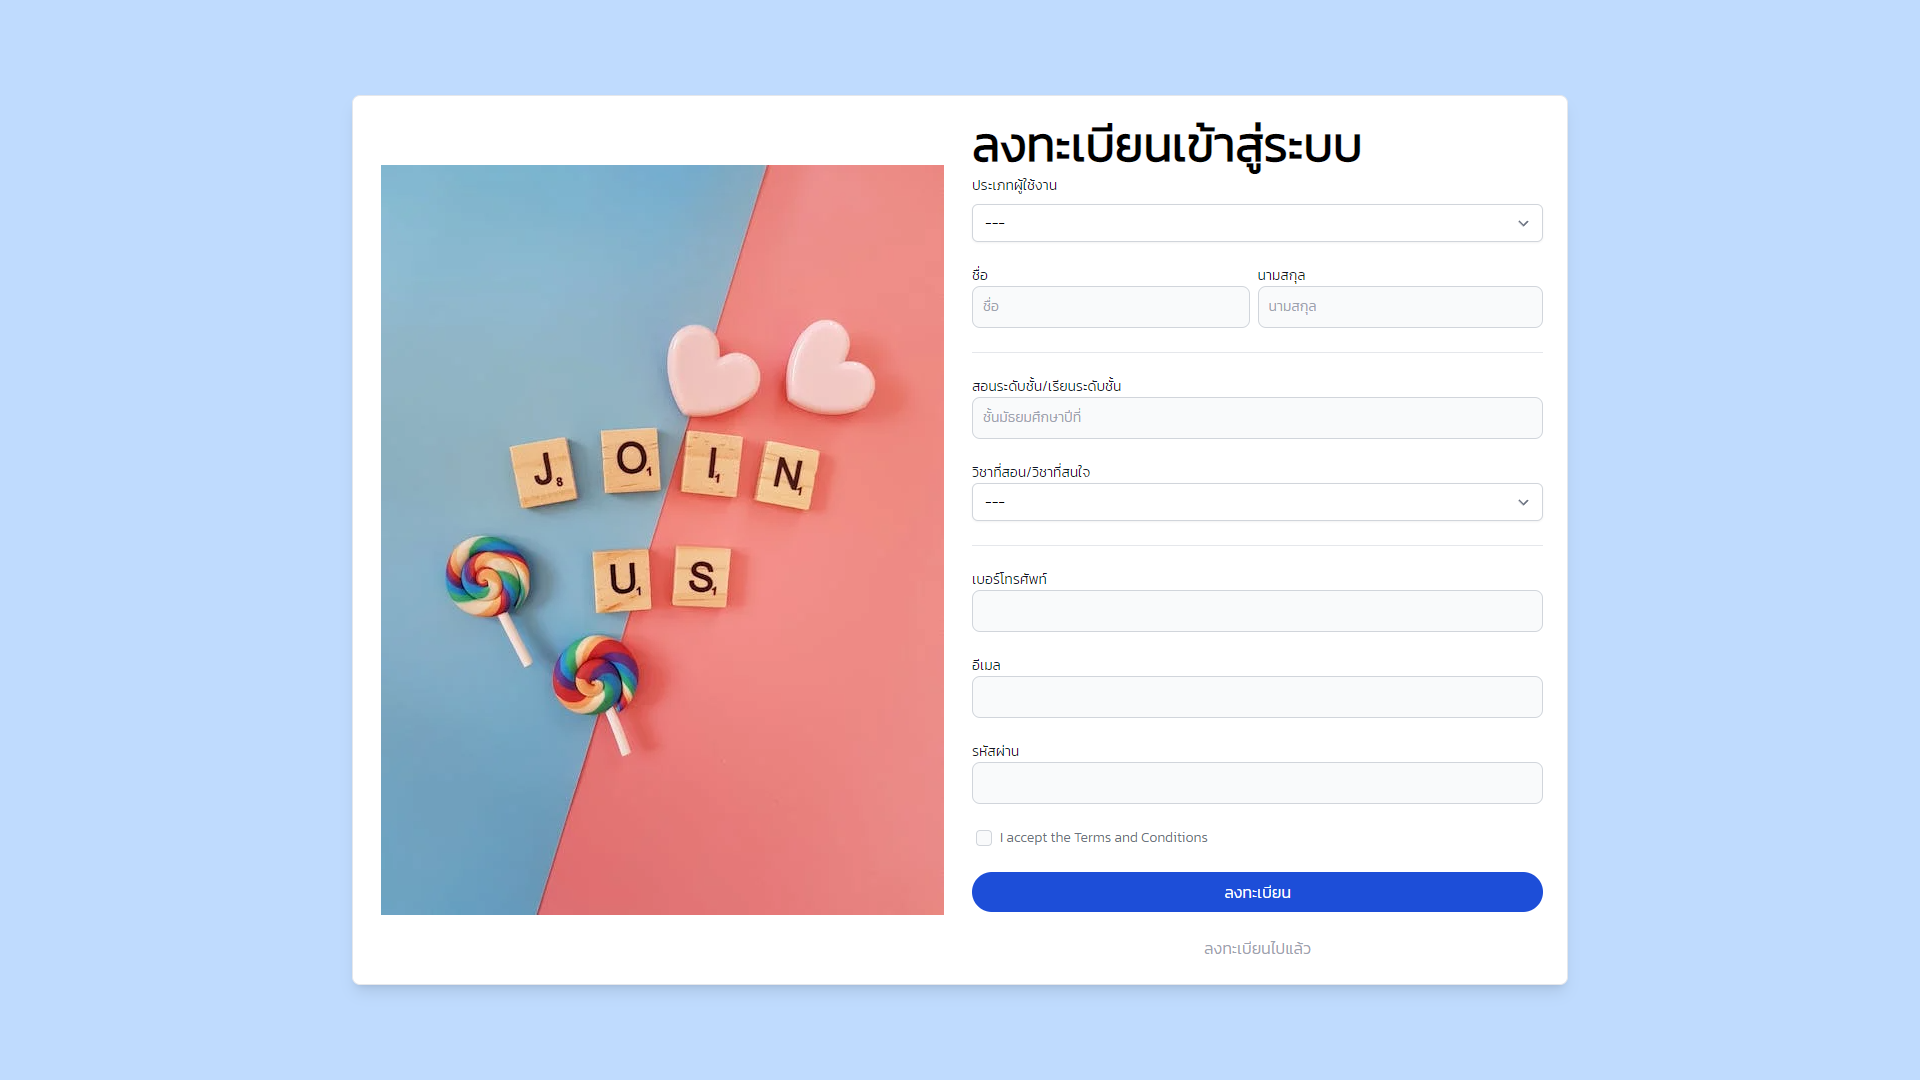 J8 O1 I1 N1
U1 S1
ลงทะเบียนเข้าสู่ระบบ
ประเภทผู้ใช้งาน
---
ชื่อ นามสกุล
ชื่อ นามสกุล
สอนระดับชั้น/เรียนระดับชั้น
ชั้นมัธยมศึกษาปีที่
วิชาที่สอน/วิชาที่สนใจ
---
เบอร์โทรศัพท์
อีเมล
รหัสผ่าน
I accept the Terms and Conditions
ลงทะเบียน
ลงทะเบียนไปแล้ว